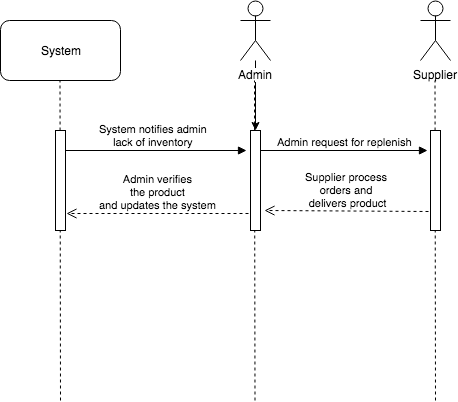 System
Admin
Supplier
System notifies admin
lack of inventory
Admin request for replenish
Admin verifies
the product
and updates the system
Supplier process
orders and
delivers product